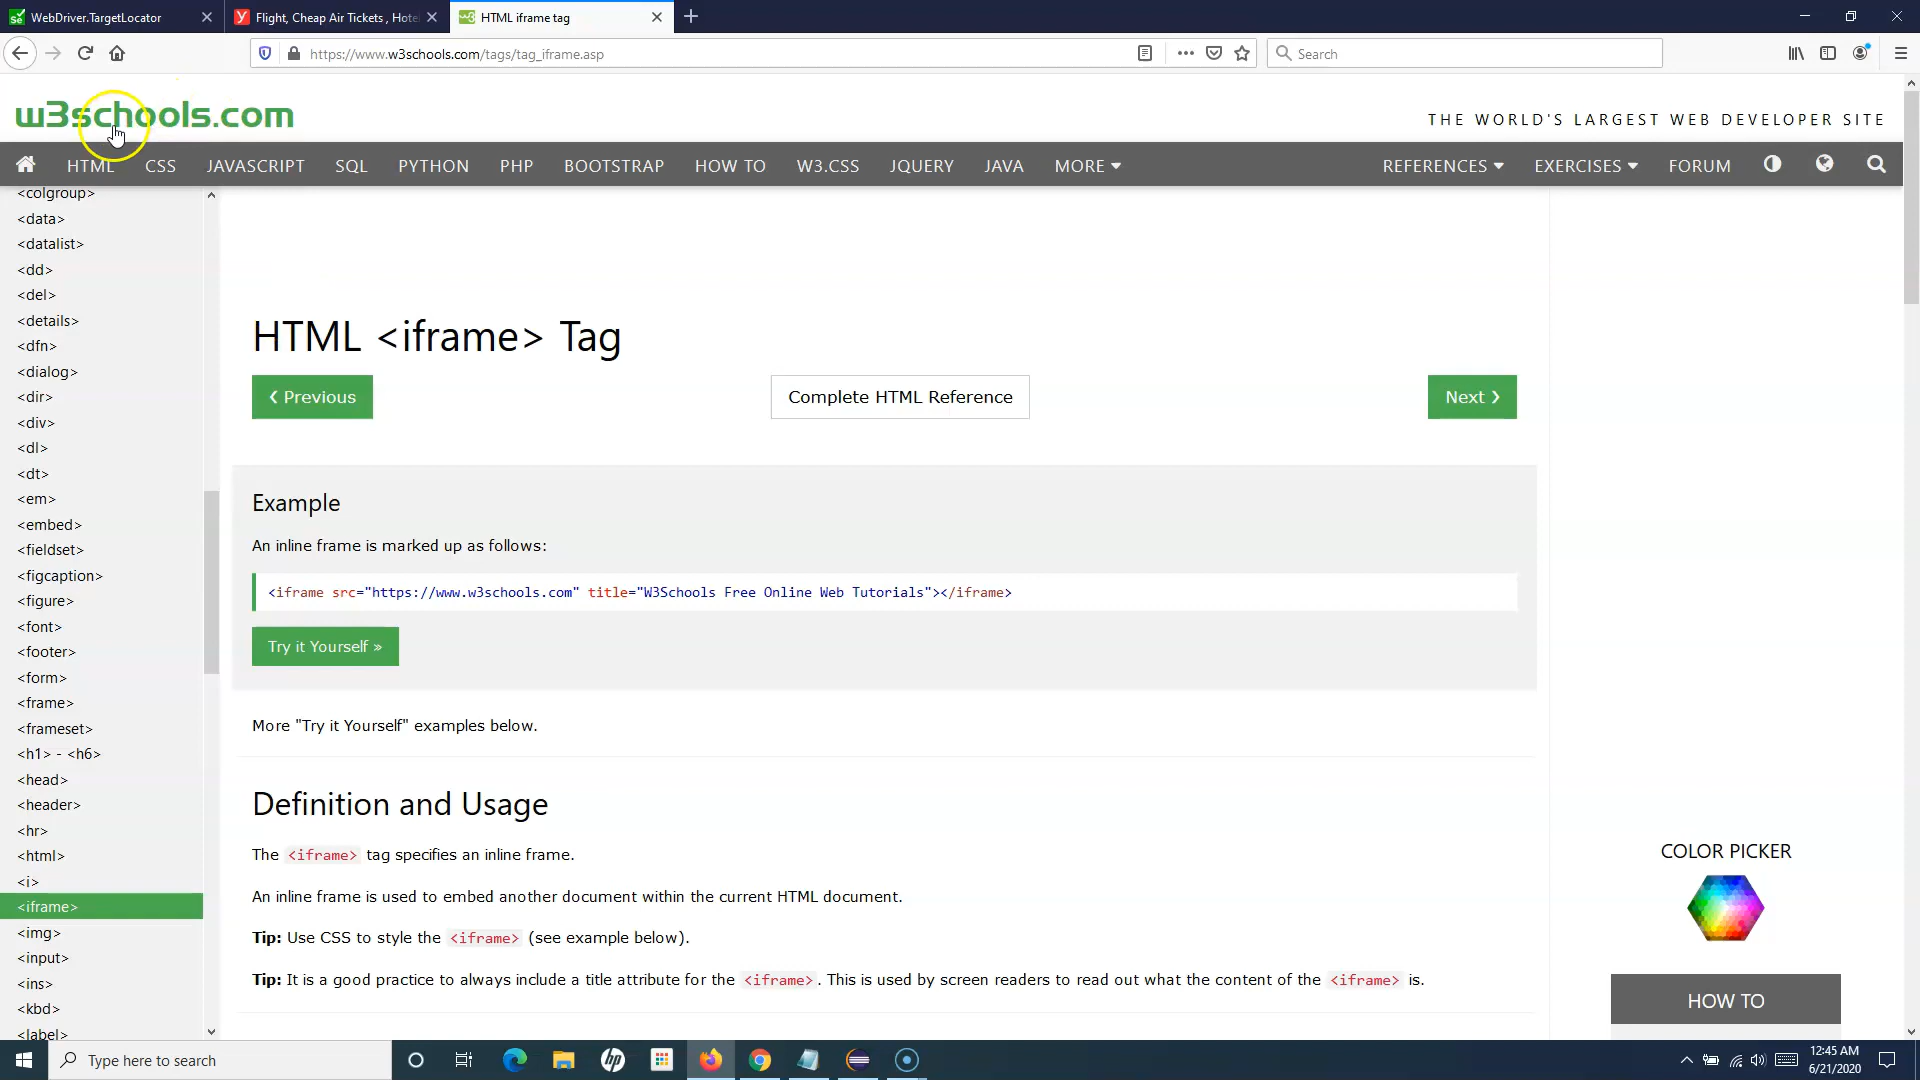 WebDriver.TargetLocator
Flight, Cheap Air Tickets , Hote
HTML iframe tag
https://www.w3schools.com/tags/tag_iframe.asp
Search
w3schools.com
THE WORLD'S LARGEST WEB DEVELOPER SITE
HTML CSS JAVASCRIPT SQL PYTHON PHP BOOTSTRAP HOW TO W3.CSS JQUERY JAVA MORE REFERENCES EXERCISES FORUM
<colgroup>
<data>
<datalist>
<dd>
<del>
<details>
<dfn>
<dialog>
<dir>
<div>
<dl>
<dt>
<em>
<embed>
<fieldset>
<figcaption>
<figure>
<font>
<footer>
<form>
<frame>
<frameset>
<h1> - <h6>
<head>
<header>
<hr>
<html>
<i>
<iframe>
<img>
<input>
<ins>
<kbd>
<label>
HTML <iframe> Tag
❮ Previous
Complete HTML Reference
Next ❯
Example
An inline frame is marked up as follows:
<iframe src="https://www.w3schools.com" title="W3Schools Free Online Web Tutorials"></iframe>
Try it Yourself »
More "Try it Yourself" examples below.
Definition and Usage
The <iframe> tag specifies an inline frame.
An inline frame is used to embed another document within the current HTML document.
Tip: Use CSS to style the <iframe> (see example below).
Tip: It is a good practice to always include a title attribute for the <iframe>. This is used by screen readers to read out what the content of the <iframe> is.
COLOR PICKER
HOW TO
Type here to search
hp
12:45 AM
6/21/2020